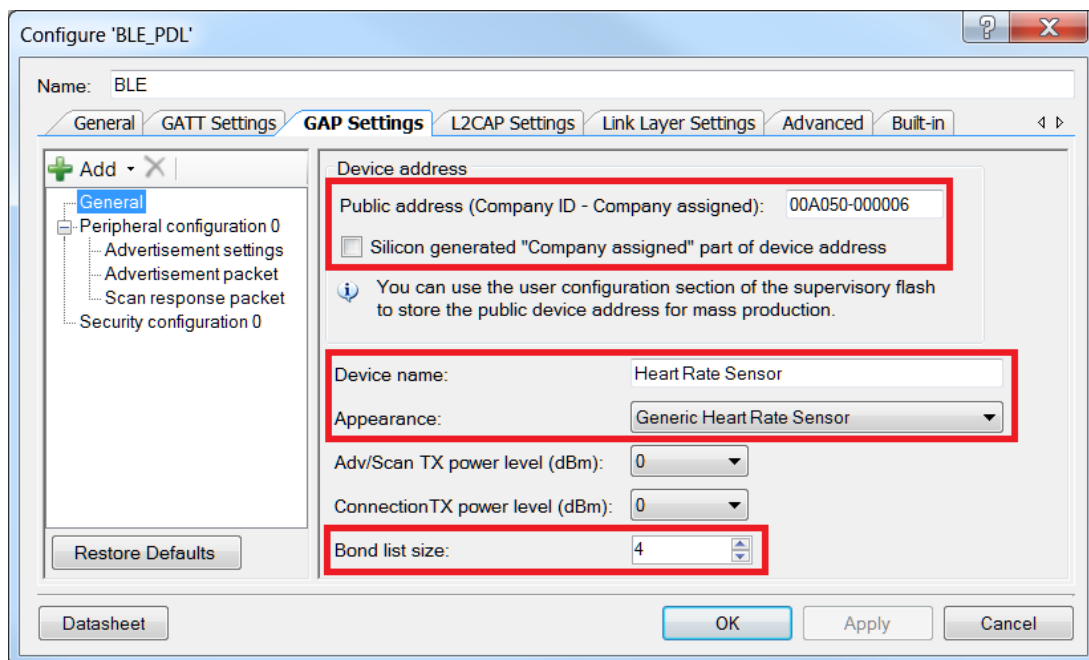 Configure 'BLE_PDL'
Name: BLE
General GATT Settings GAP Settings L2CAP Settings Link Layer Settings Advanced Built-in
Add
General
Peripheral configuration 0
Advertisement settings
Advertisement packet
Scan response packet
Security configuration 0
Restore Defaults
Device address
Public address (Company ID - Company assigned): 00A050-000006
Silicon generated "Company assigned" part of device address
You can use the user configuration section of the supervisory flash
to store the public device address for mass production.
Device name: Heart Rate Sensor
Appearance: Generic Heart Rate Sensor
Adv/Scan TX power level (dBm): 0
ConnectionTX power level (dBm): 0
Bond list size: 4
Datasheet OK Apply Cancel